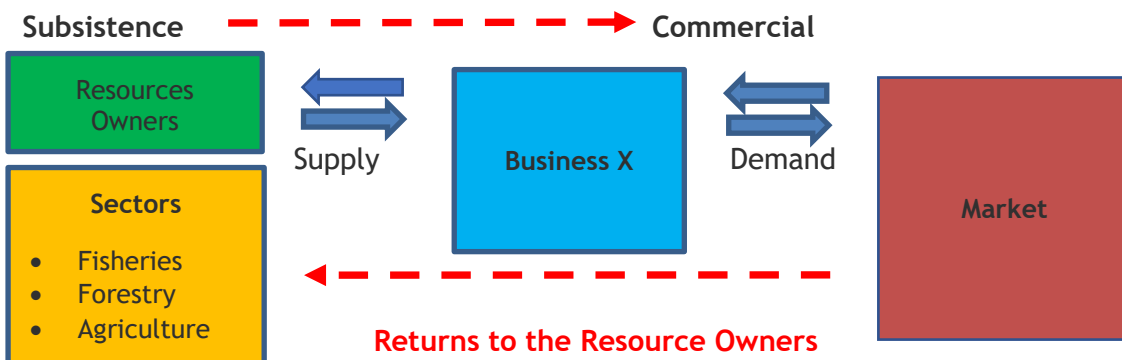 Subsistence
Commercial
Resources
Owners
Supply
Business X
Demand
Market
Sectors
• Fisheries
• Forestry
• Agriculture
Returns to the Resource Owners